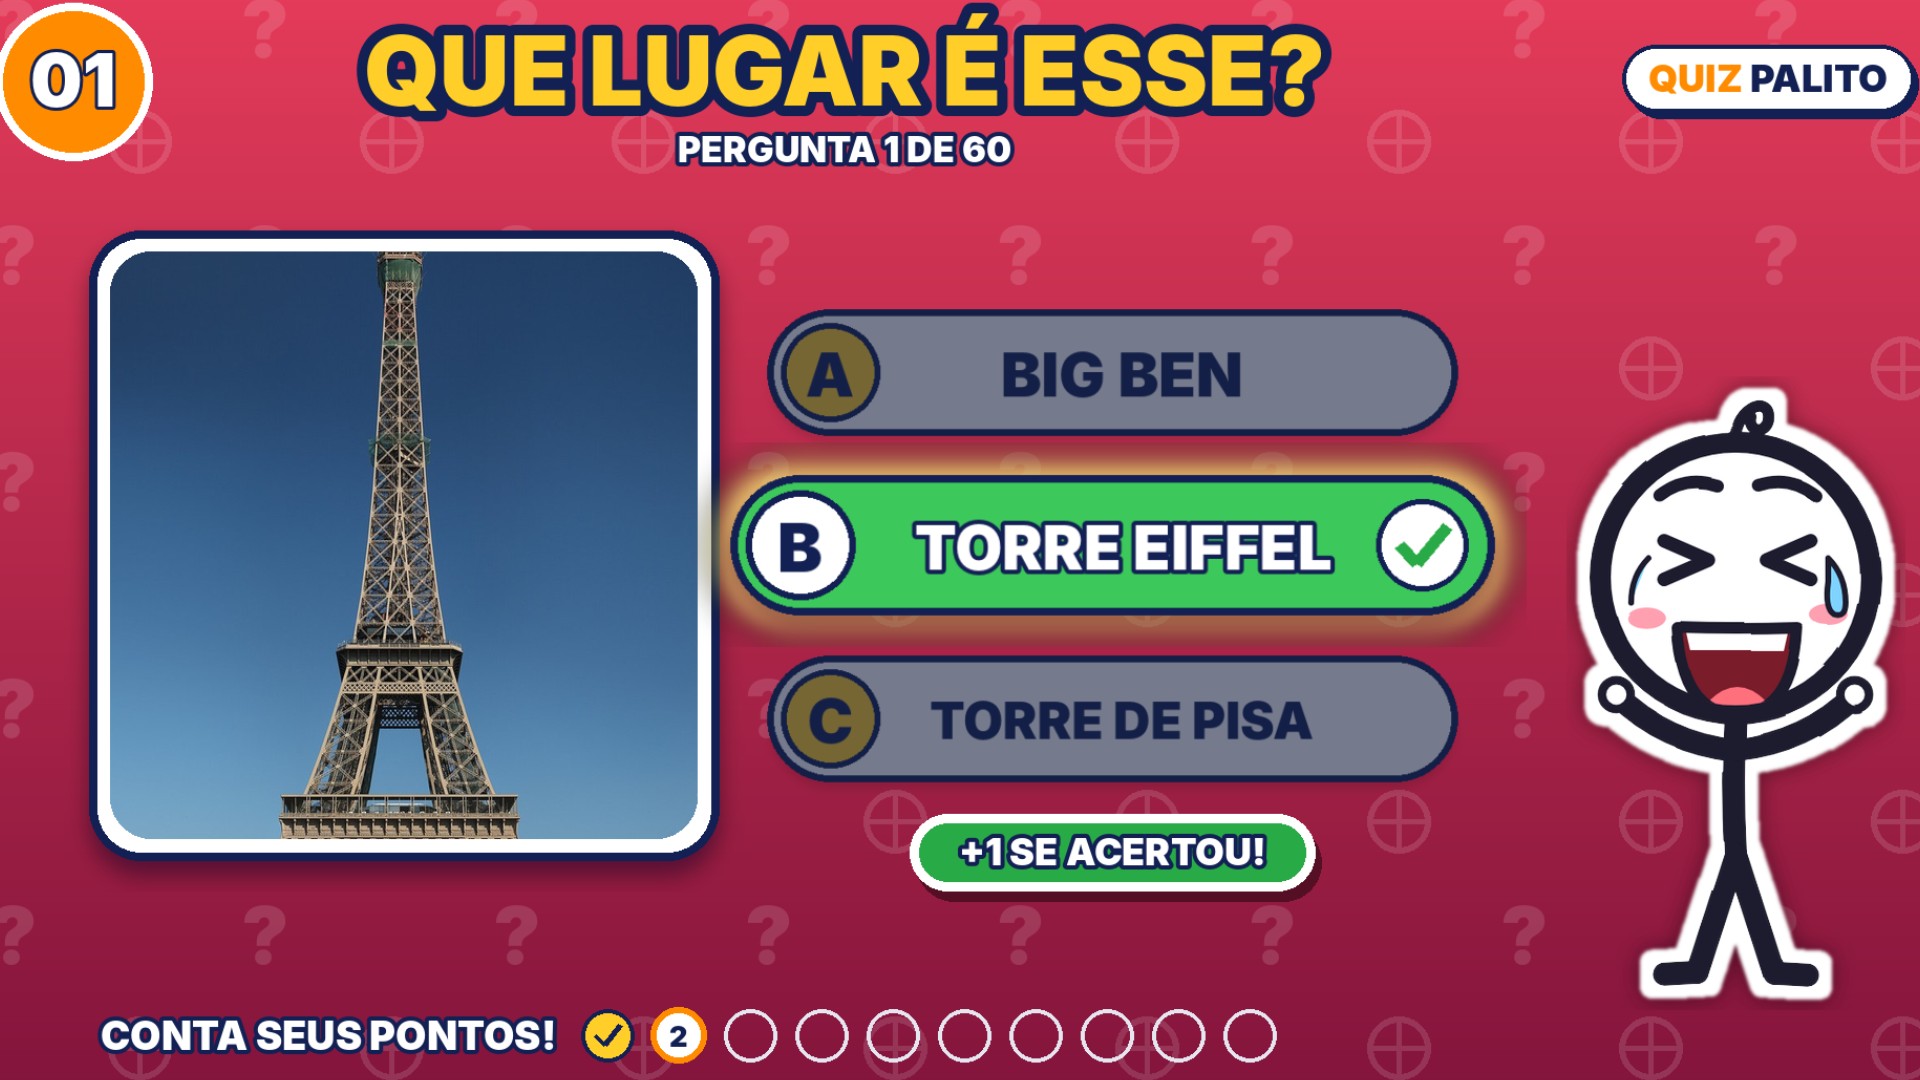 01
QUE LUGAR É ESSE?
QUIZ PALITO
PERGUNTA 1 DE 60
A BIG BEN
B TORRE EIFFEL
C TORRE DE PISA
+1 SE ACERTOU!
CONTA SEUS PONTOS! 2